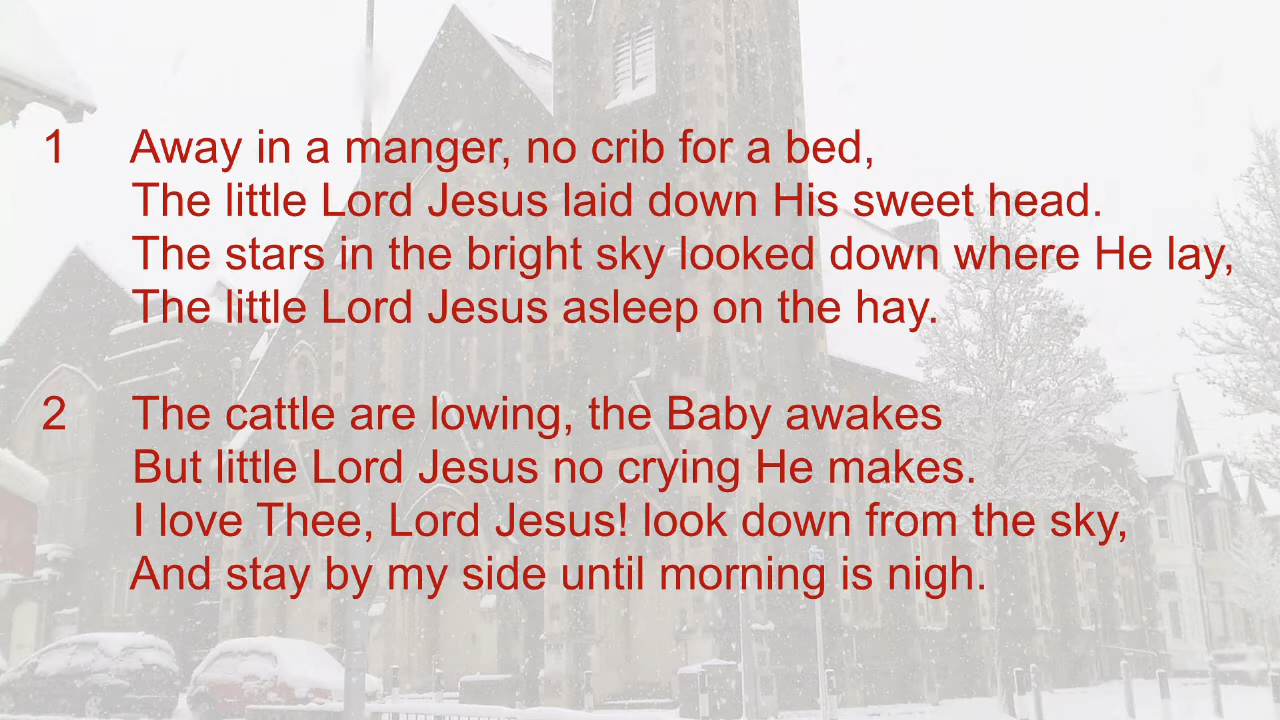 1 Away in a manger, no crib for a bed,
The little Lord Jesus laid down His sweet head.
The stars in the bright sky looked down where He lay,
The little Lord Jesus asleep on the hay.
2 The cattle are lowing, the Baby awakes
But little Lord Jesus no crying He makes.
I love Thee, Lord Jesus! look down from the sky,
And stay by my side until morning is nigh.